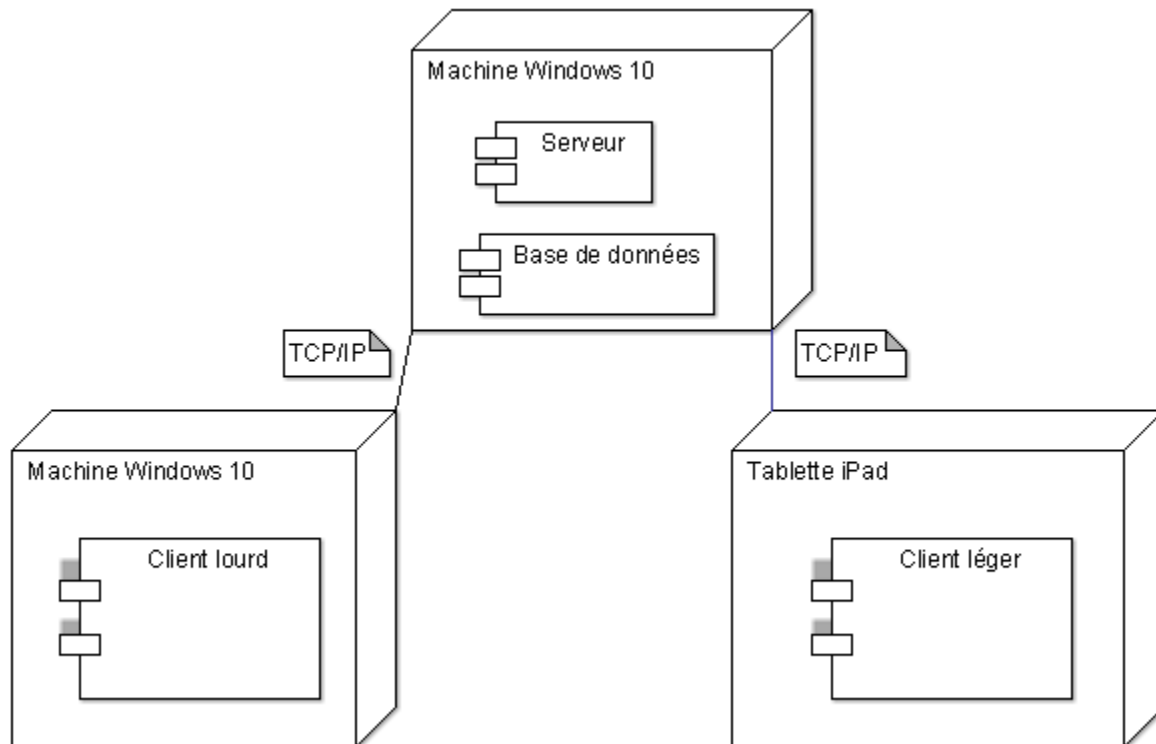 Machine Windows 10
Serveur
Base de données
TCP/IP
TCP/IP
Machine Windows 10
Client lourd
Tablette iPad
Client léger